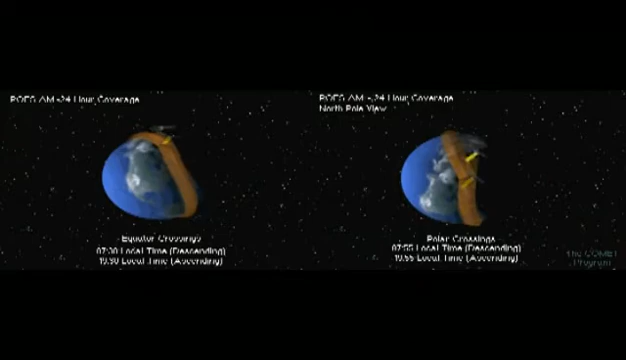 POES AM - 24 Hour Coverage
Equator Crossings
07:30 Local Time (Descending)
19:30 Local Time (Ascending)
POES AM - 24 Hour Coverage
North Pole View
Polar Crossings
07:55 Local Time (Descending)
19:55 Local Time (Ascending)
The COMET
Program